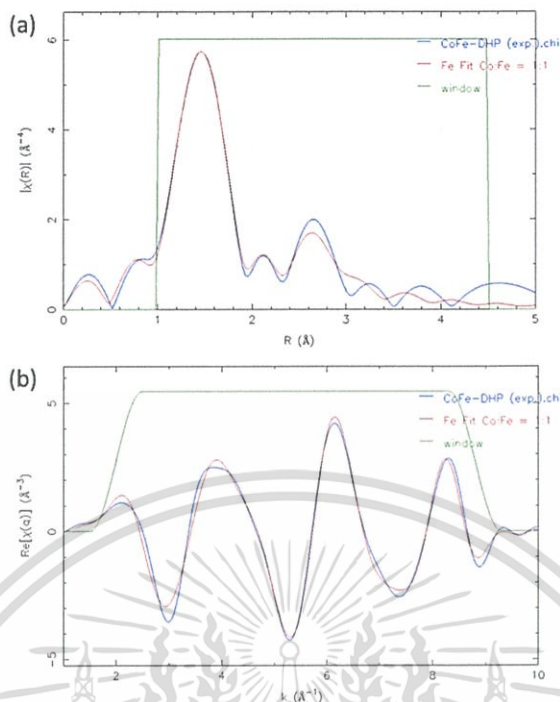 (a)
6
4
2
0
|χ(R)| (Å⁻⁴)
CoFe-DHP (exp.).chi
Fe Fit Co:Fe = 1:1
window
0 1 2 3 4 5
R (Å)
(b)
5
0
-5
Re[χ(q)] (Å⁻³)
CoFe-DHP (exp.).chi
Fe Fit Co:Fe = 1:1
window
2 4 6 8 10
k (Å⁻¹)